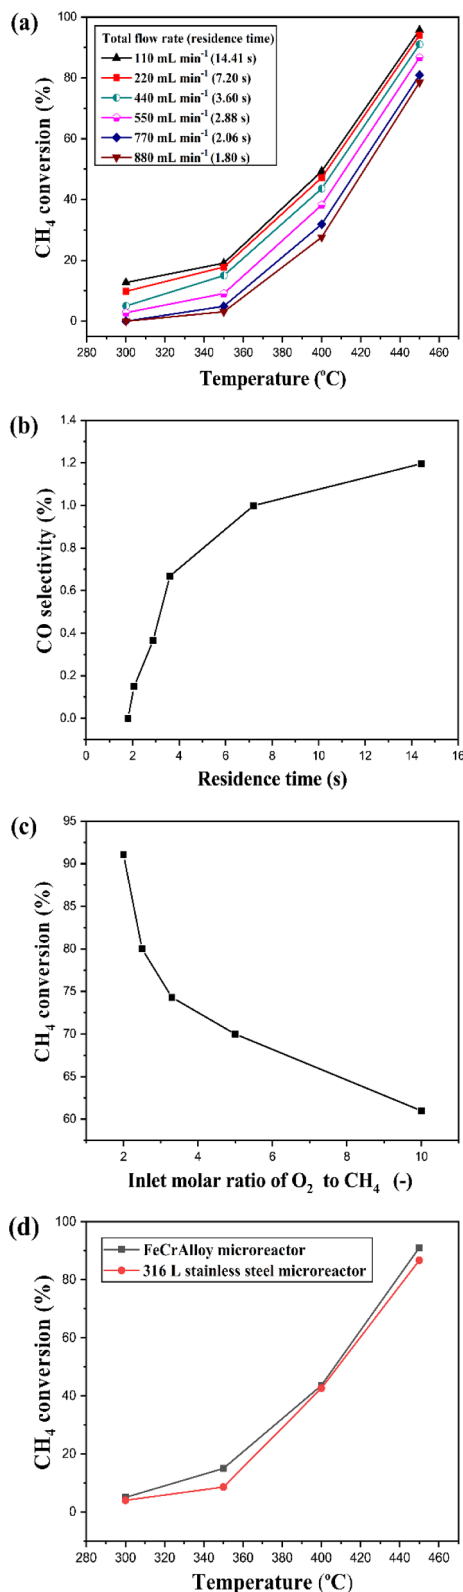 (a)
Total flow rate (residence time)
110 mL min⁻¹ (14.41 s)
220 mL min⁻¹ (7.20 s)
440 mL min⁻¹ (3.60 s)
550 mL min⁻¹ (2.88 s)
770 mL min⁻¹ (2.06 s)
880 mL min⁻¹ (1.80 s)
CH₄ conversion (%)
100
80
60
40
20
0
280 300 320 340 360 380 400 420 440 460
Temperature (ºC)
(b)
CO selectivity (%)
1.4
1.2
1.0
0.8
0.6
0.4
0.2
0.0
0 2 4 6 8 10 12 14 16
Residence time (s)
(c)
CH₄ conversion (%)
95
90
85
80
75
70
65
60
2 4 6 8 10
Inlet molar ratio of O₂ to CH₄ (-)
(d)
FeCrAlloy microreactor
316 L stainless steel microreactor
CH₄ conversion (%)
100
80
60
40
20
0
280 300 320 340 360 380 400 420 440 460
Temperature (ºC)